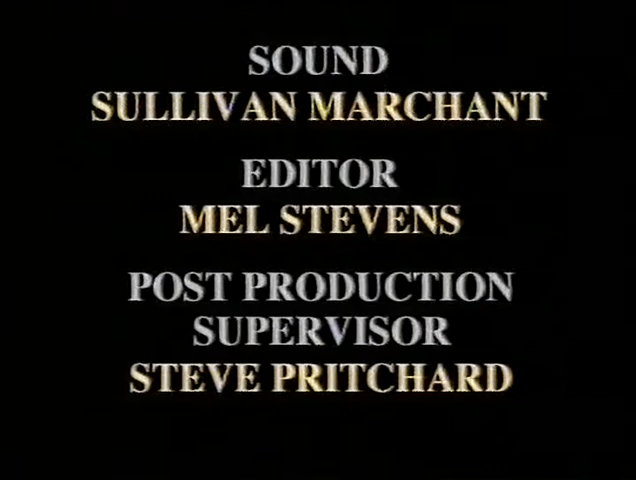 SOUND
SULLIVAN MARCHANT
EDITOR
MEL STEVENS
POST PRODUCTION
SUPERVISOR
STEVE PRITCHARD